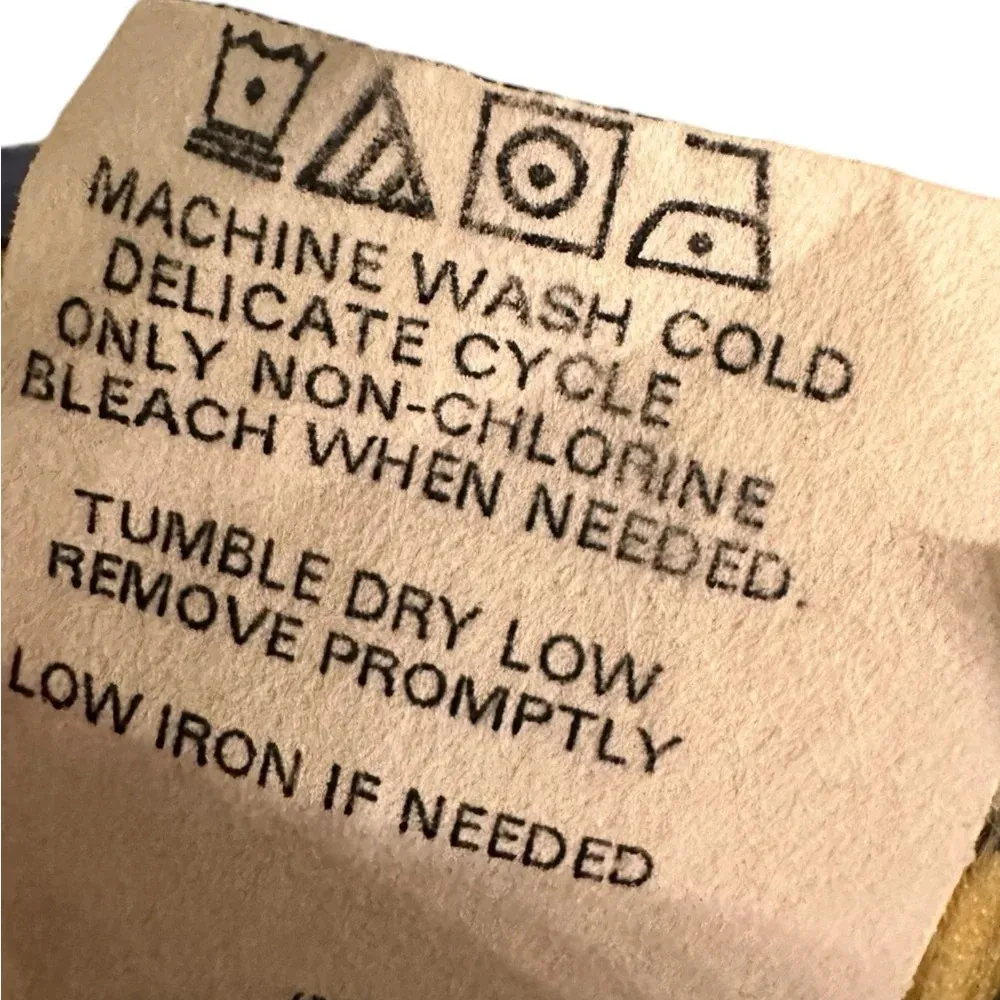 MACHINE WASH COLD
DELICATE CYCLE
ONLY NON-CHLORINE
BLEACH WHEN NEEDED.
TUMBLE DRY LOW
REMOVE PROMPTLY
LOW IRON IF NEEDED